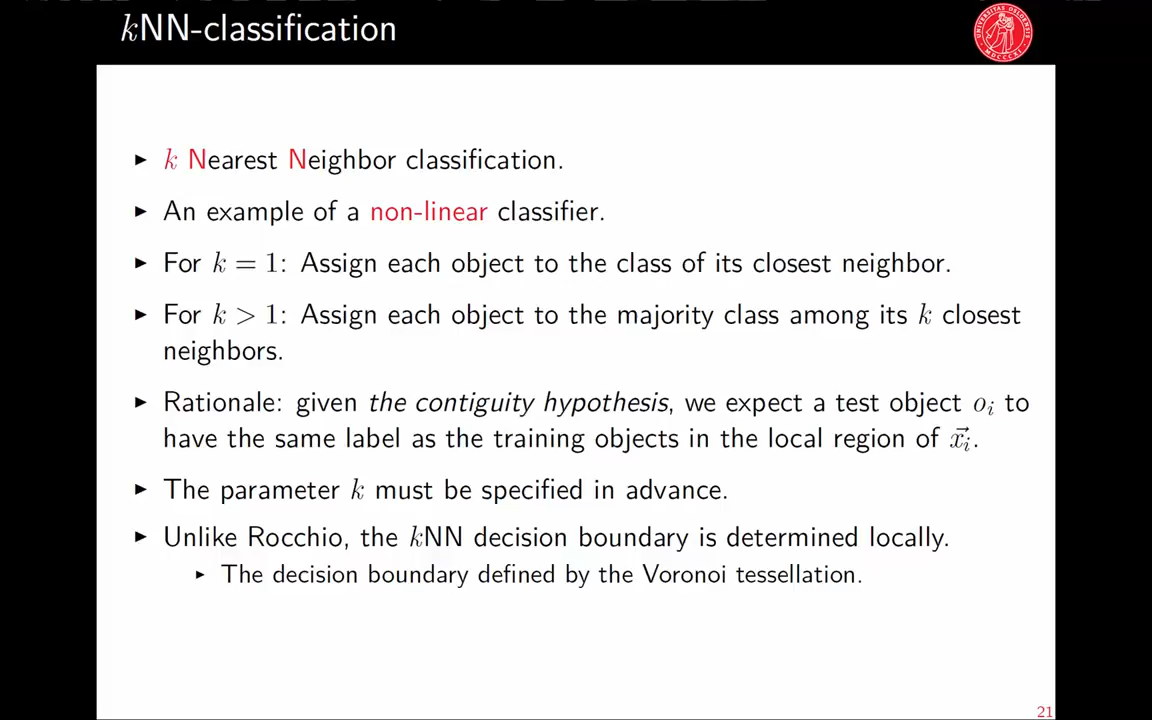 kNN-classification
UNIVERSITAS OSLOENSIS
MDCCCXI
▶ k Nearest Neighbor classification.
▶ An example of a non-linear classifier.
▶ For k = 1: Assign each object to the class of its closest neighbor.
▶ For k > 1: Assign each object to the majority class among its k closest
neighbors.
▶ Rationale: given the contiguity hypothesis, we expect a test object oᵢ to
have the same label as the training objects in the local region of x⃗ᵢ.
▶ The parameter k must be specified in advance.
▶ Unlike Rocchio, the kNN decision boundary is determined locally.
▶ The decision boundary defined by the Voronoi tessellation.
21